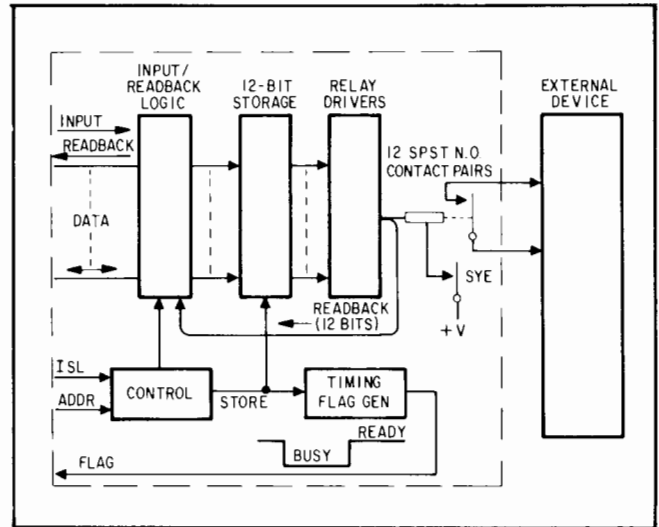 INPUT/
READBACK
LOGIC
12-BIT
STORAGE
RELAY
DRIVERS
EXTERNAL
DEVICE
INPUT
READBACK
12 SPST N.O.
CONTACT PAIRS
DATA
SYE
READBACK
(12 BITS)
+V
ISL
ADDR
CONTROL
STORE
TIMING
FLAG GEN
READY
BUSY
FLAG